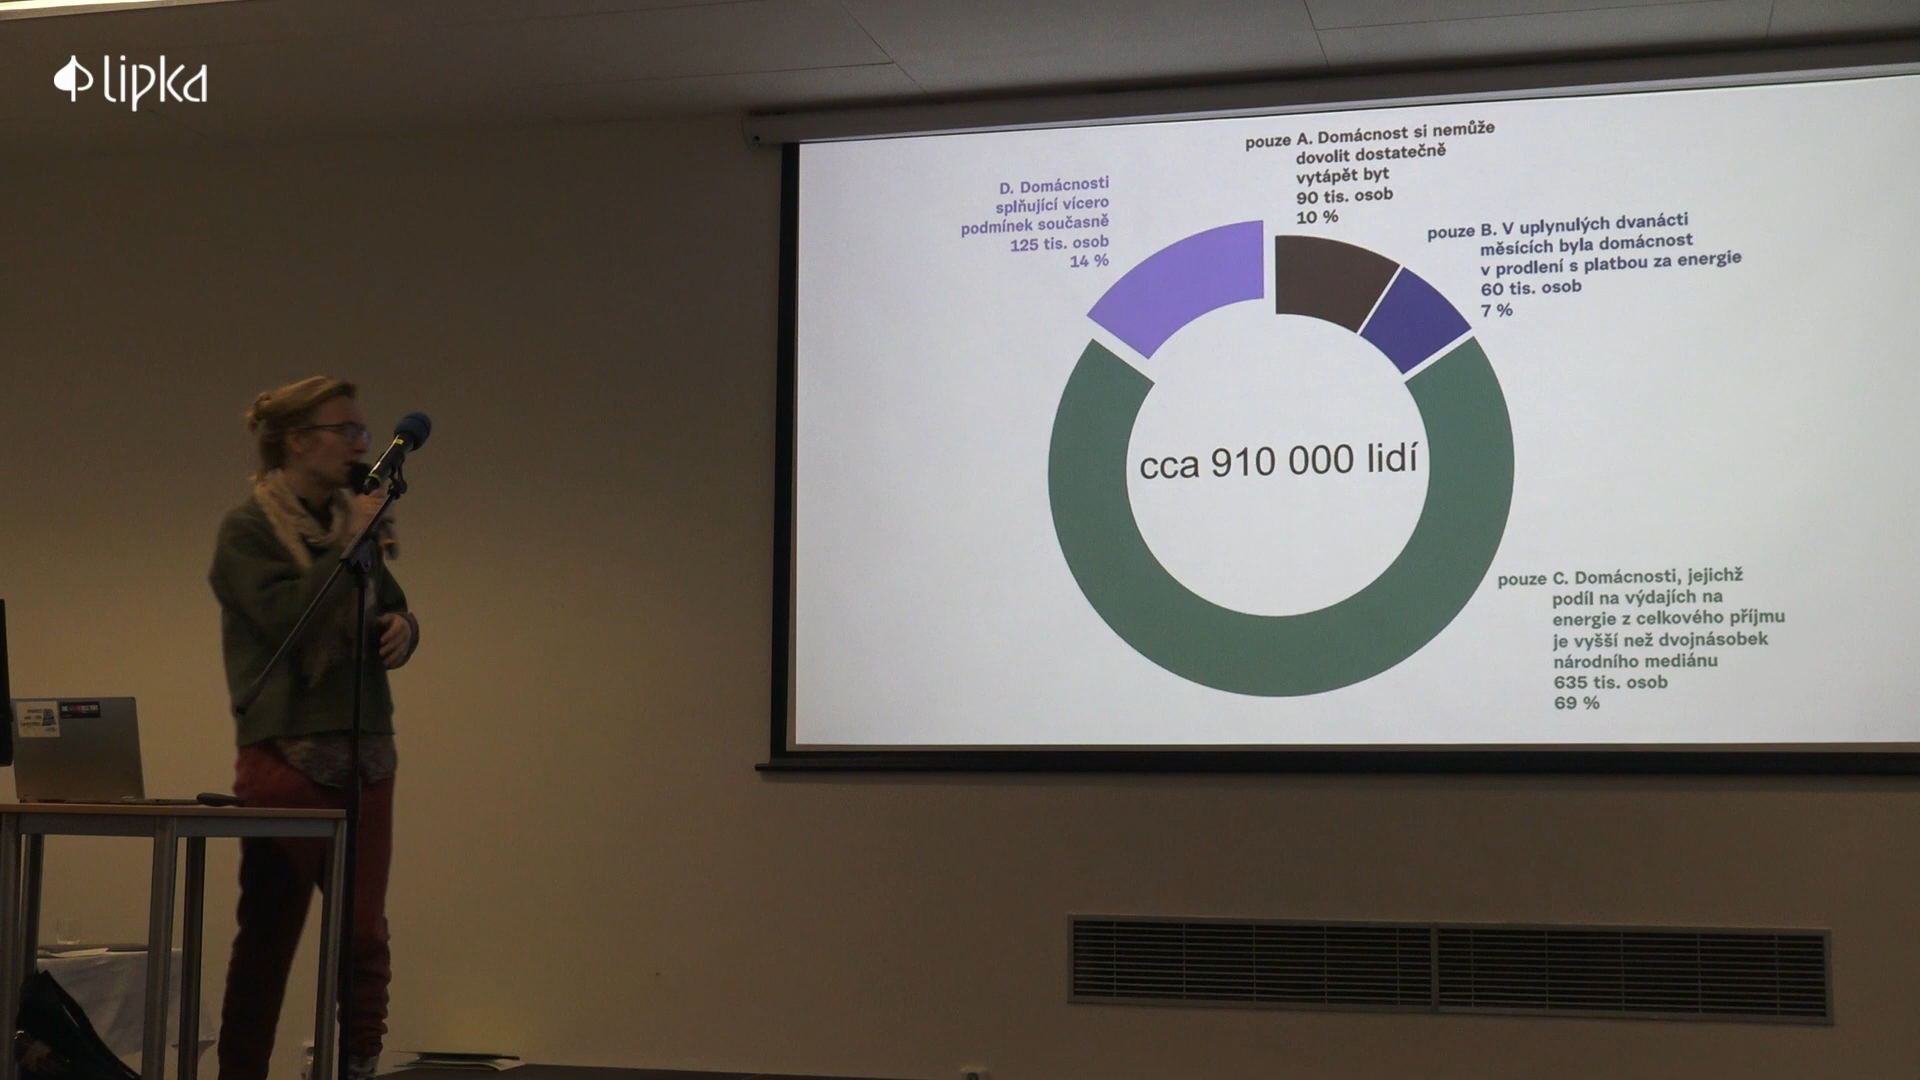 lipka
pouze A. Domácnost si nemůže
dovolit dostatečně
vytápět byt
90 tis. osob
10 %
D. Domácnosti
splňující vícero
podmínek současně
125 tis. osob
14 %
pouze B. V uplynulých dvanácti
měsících byla domácnost
v prodlení s platbou za energie
60 tis. osob
7 %
cca 910 000 lidí
pouze C. Domácnosti, jejichž
podíl na výdajích na
energie z celkového příjmu
je vyšší než dvojnásobek
národního mediánu
635 tis. osob
69 %